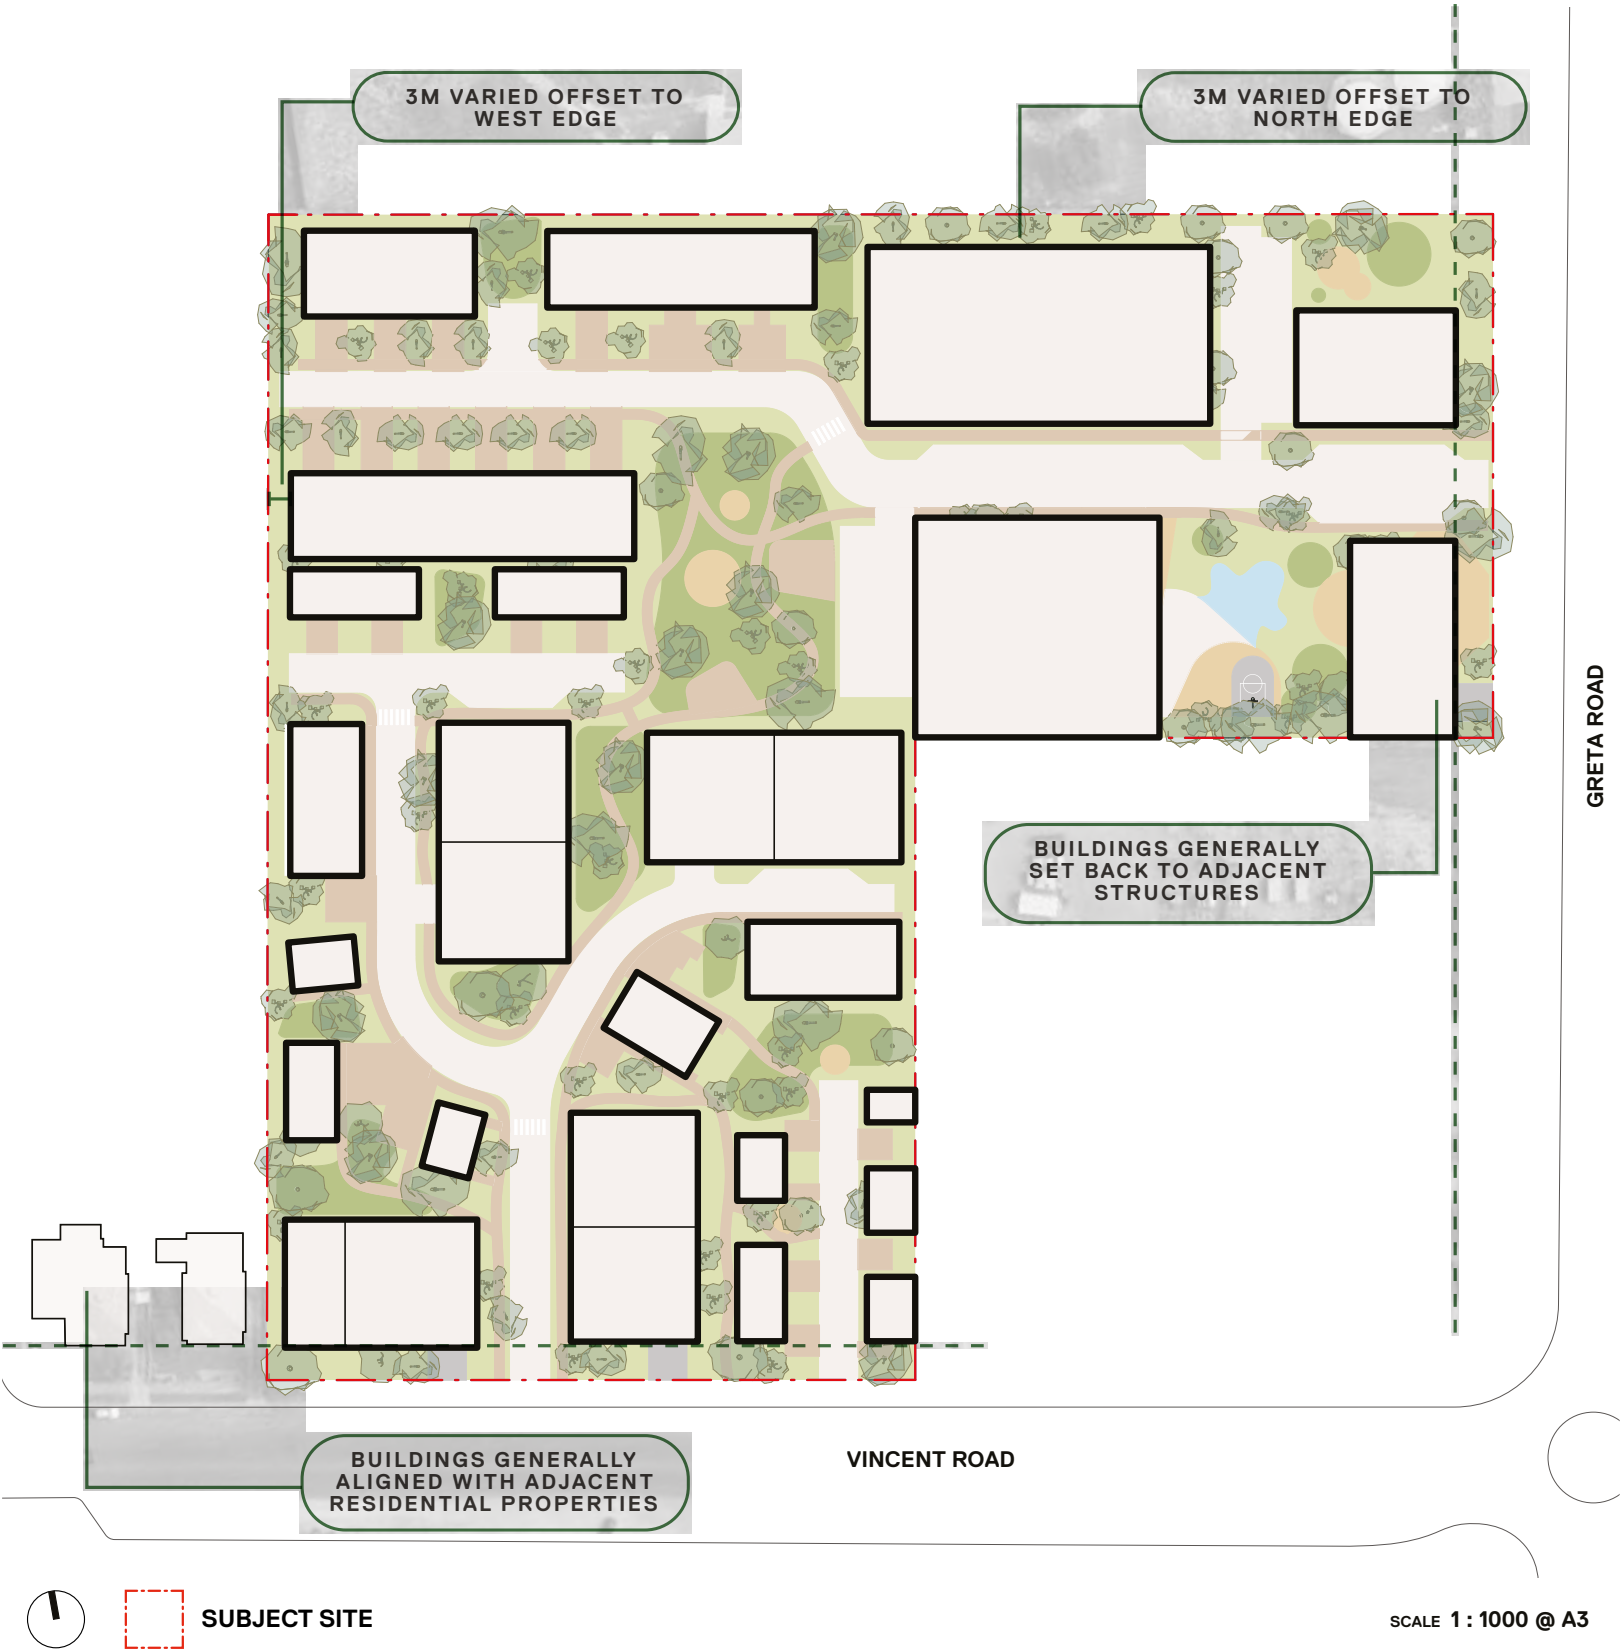 3M VARIED OFFSET TO
WEST EDGE
3M VARIED OFFSET TO
NORTH EDGE
GRETA ROAD
BUILDINGS GENERALLY
SET BACK TO ADJACENT
STRUCTURES
VINCENT ROAD
BUILDINGS GENERALLY
ALIGNED WITH ADJACENT
RESIDENTIAL PROPERTIES
SUBJECT SITE
SCALE 1 : 1000 @ A3